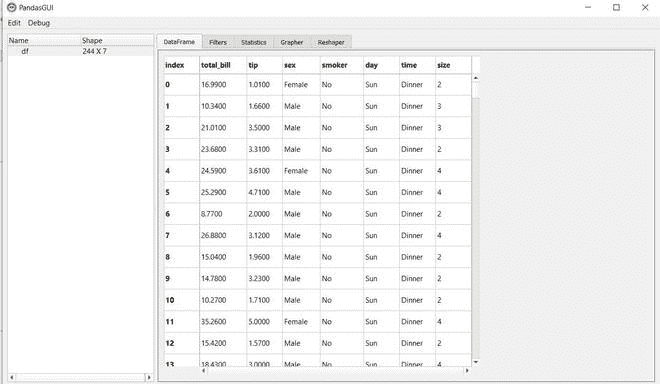 PandasGUI
Edit Debug
Name Shape
df 244 X 7
DataFrame Filters Statistics Grapher Reshaper
index total_bill tip sex smoker day time size
0 16.9900 1.0100 Female No Sun Dinner 2
1 10.3400 1.6600 Male No Sun Dinner 3
2 21.0100 3.5000 Male No Sun Dinner 3
3 23.6800 3.3100 Male No Sun Dinner 2
4 24.5900 3.6100 Female No Sun Dinner 4
5 25.2900 4.7100 Male No Sun Dinner 4
6 8.7700 2.0000 Male No Sun Dinner 2
7 26.8800 3.1200 Male No Sun Dinner 4
8 15.0400 1.9600 Male No Sun Dinner 2
9 14.7800 3.2300 Male No Sun Dinner 2
10 10.2700 1.7100 Male No Sun Dinner 2
11 35.2600 5.0000 Female No Sun Dinner 4
12 15.4200 1.5700 Male No Sun Dinner 2
13 18.4300 3.0000 Male No Sun Dinner 4